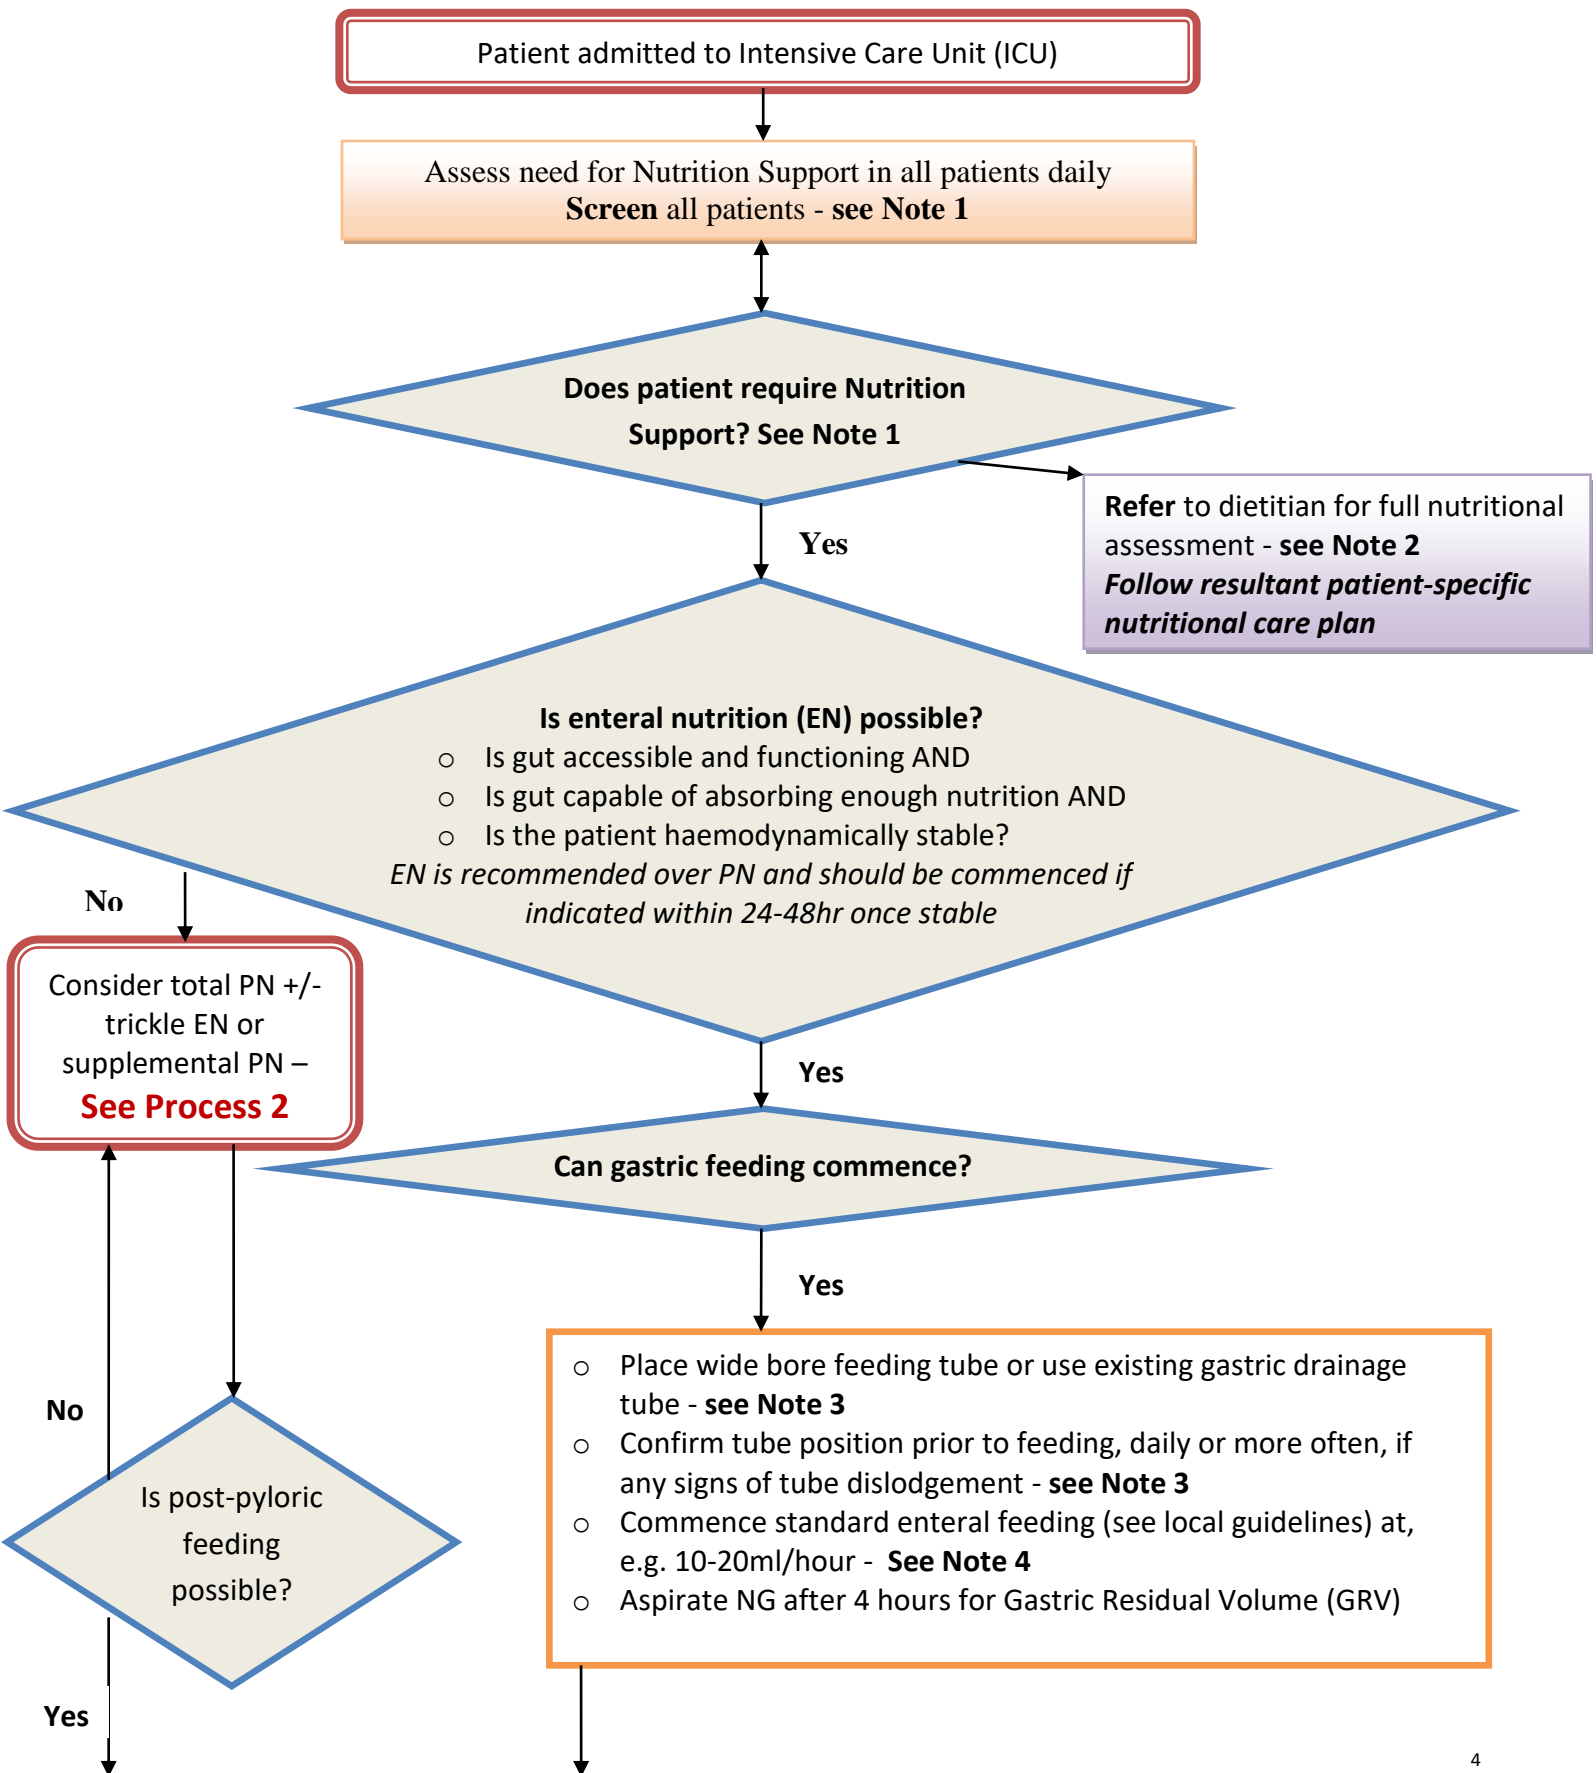 Patient admitted to Intensive Care Unit (ICU)
Assess need for Nutrition Support in all patients daily
Screen all patients - see Note 1
Does patient require Nutrition
Support? See Note 1
Refer to dietitian for full nutritional
assessment - see Note 2
Follow resultant patient-specific
nutritional care plan
Yes
Is enteral nutrition (EN) possible?
o Is gut accessible and functioning AND
o Is gut capable of absorbing enough nutrition AND
o Is the patient haemodynamically stable?
EN is recommended over PN and should be commenced if
indicated within 24-48hr once stable
No
Consider total PN +/-
trickle EN or
supplemental PN –
See Process 2
Yes
Can gastric feeding commence?
Yes
o Place wide bore feeding tube or use existing gastric drainage
tube - see Note 3
o Confirm tube position prior to feeding, daily or more often, if
any signs of tube dislodgement - see Note 3
o Commence standard enteral feeding (see local guidelines) at,
e.g. 10-20ml/hour - See Note 4
o Aspirate NG after 4 hours for Gastric Residual Volume (GRV)
No
Is post-pyloric
feeding
possible?
Yes
4